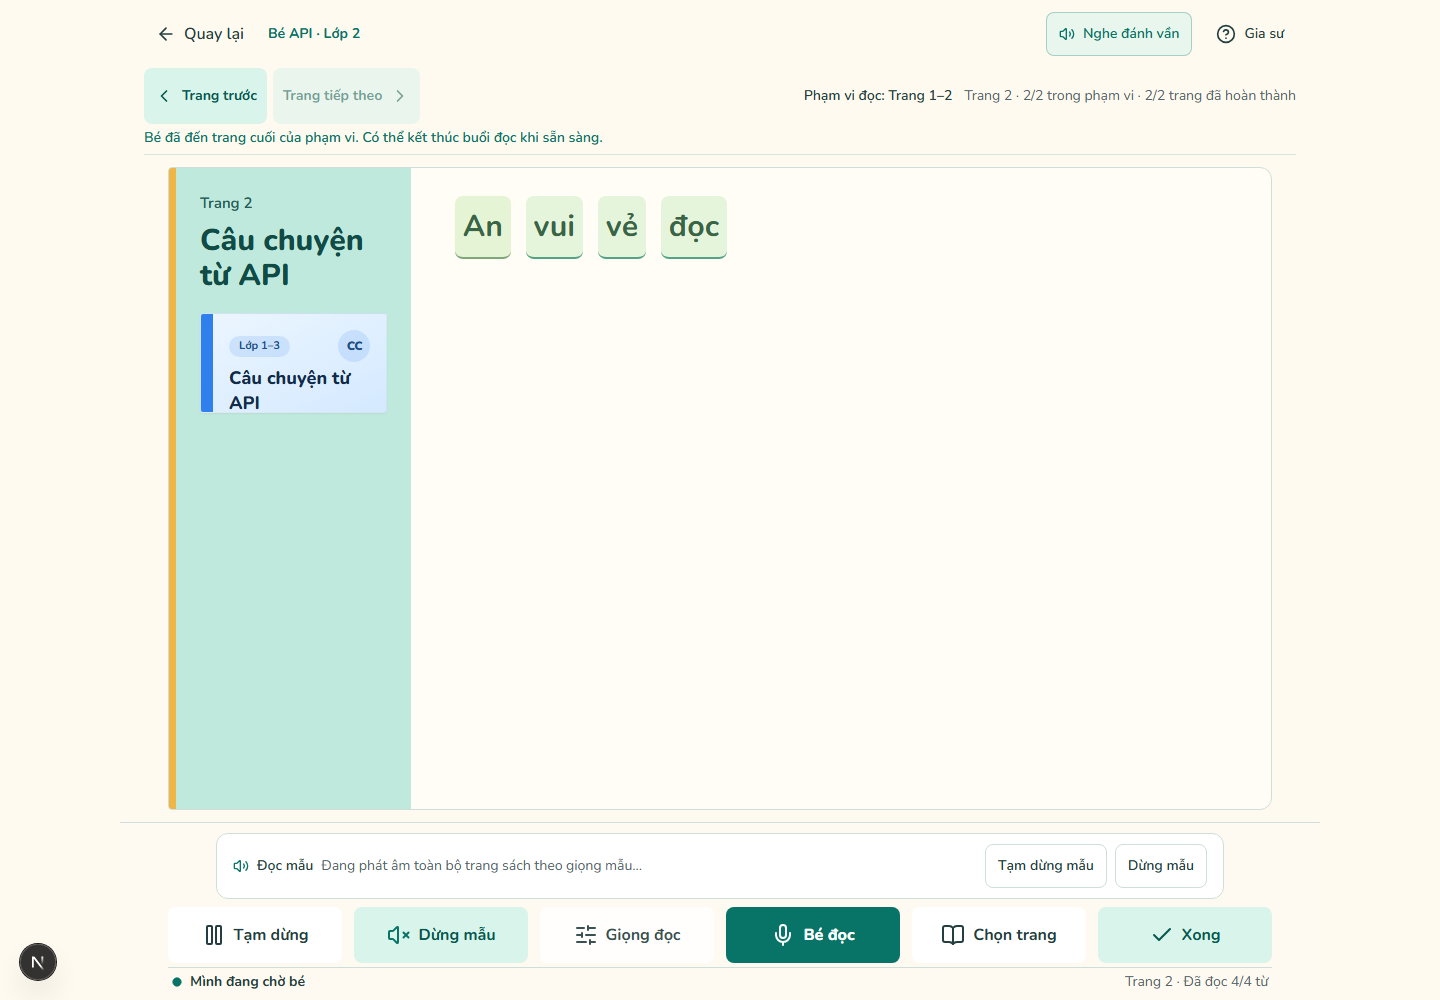 Quay lại
Bé API · Lớp 2
Nghe đánh vần
Gia sư
Trang trước
Trang tiếp theo
Phạm vi đọc: Trang 1–2
Trang 2 · 2/2 trong phạm vi · 2/2 trang đã hoàn thành
Bé đã đến trang cuối của phạm vi. Có thể kết thúc buổi đọc khi sẵn sàng.
Trang 2
Câu chuyện
từ API
Lớp 1–3
CC
Câu chuyện từ
API
An vui vẻ đọc
Đọc mẫu Đang phát âm toàn bộ trang sách theo giọng mẫu...
Tạm dừng mẫu
Dừng mẫu
Tạm dừng
Dừng mẫu
Giọng đọc
Bé đọc
Chọn trang
Xong
N
Mình đang chờ bé
Trang 2 · Đã đọc 4/4 từ